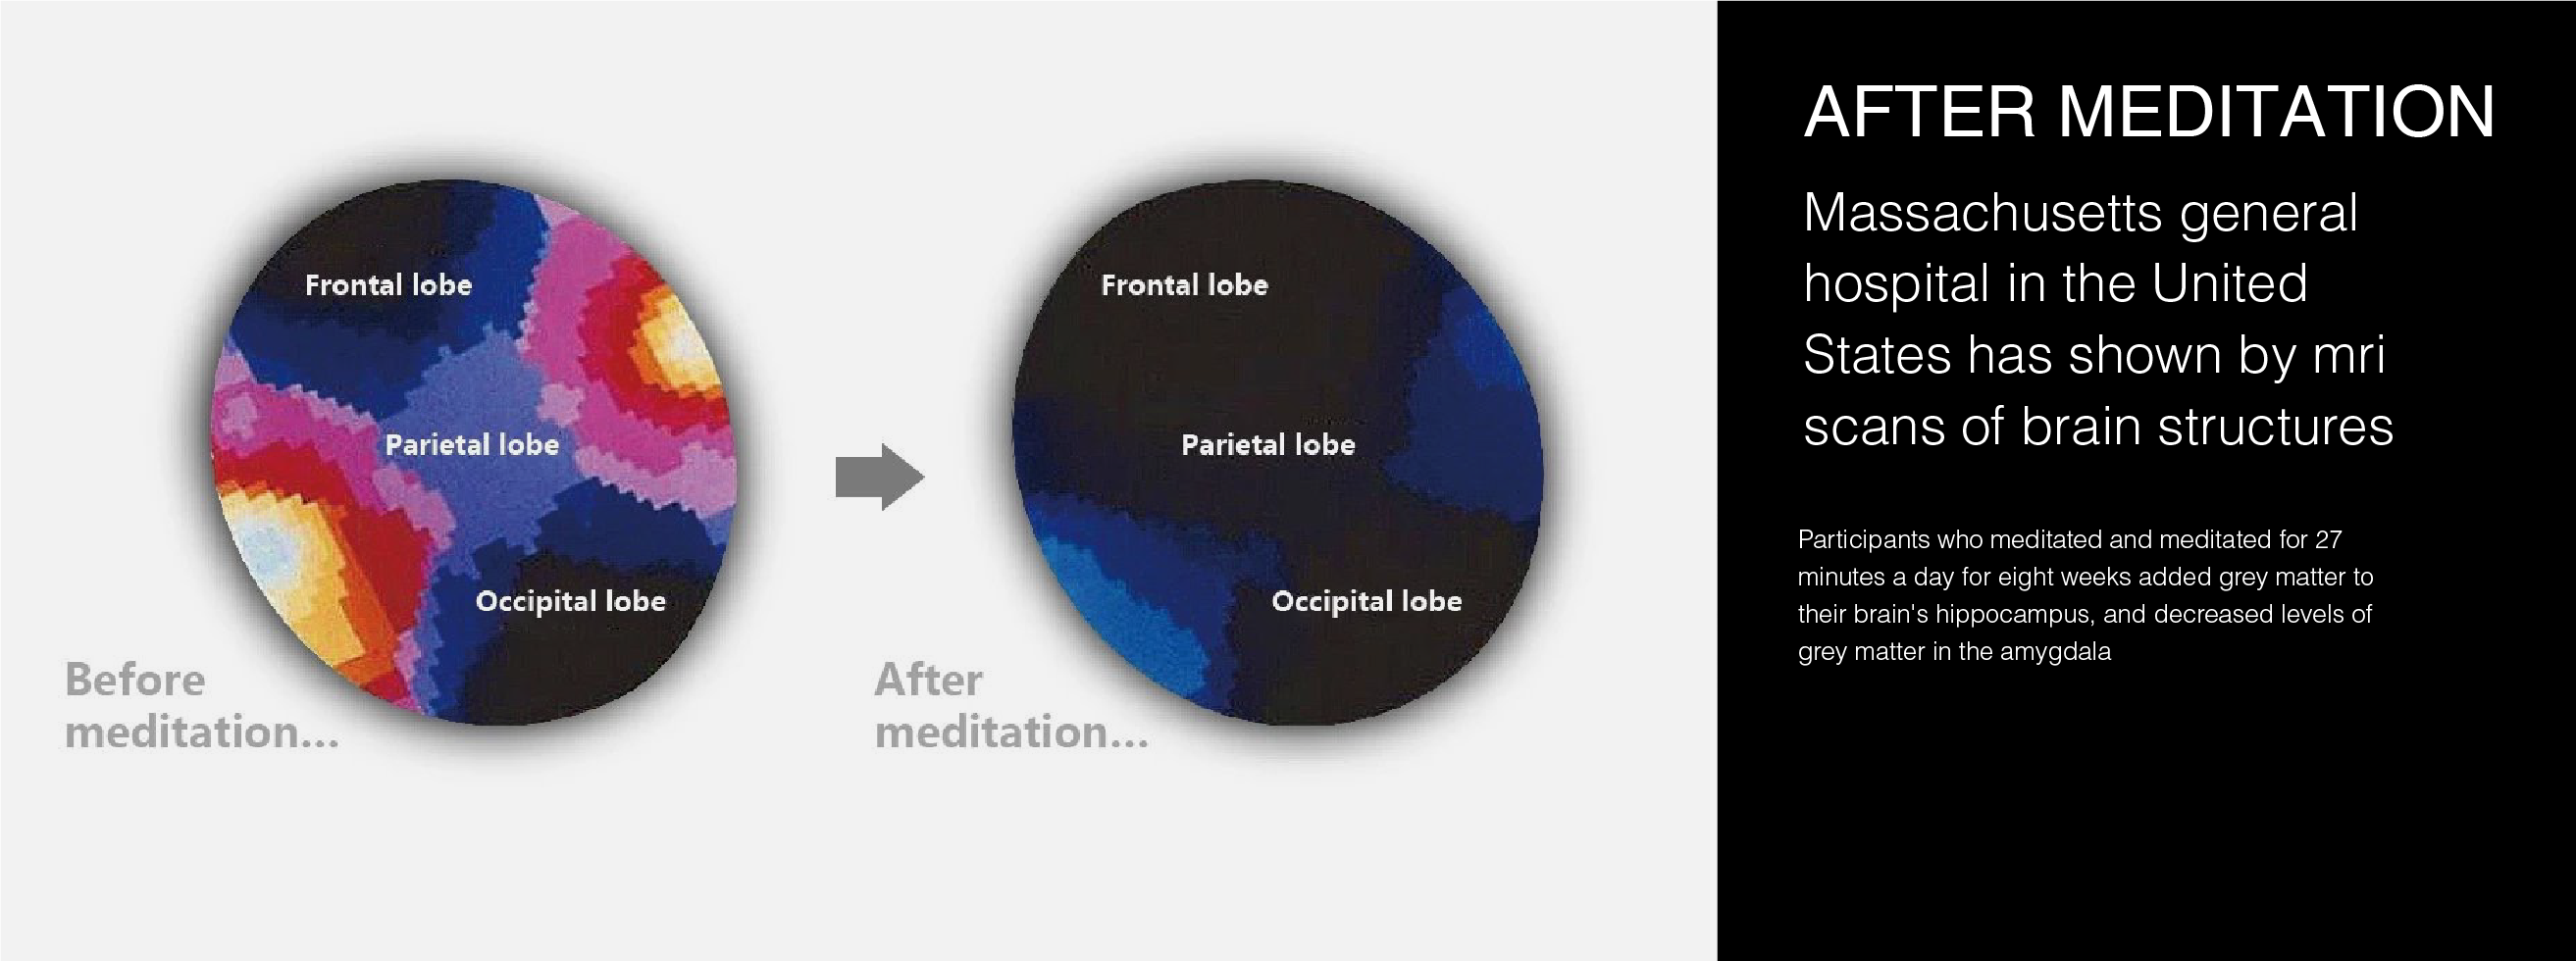 Frontal lobe
Parietal lobe
Occipital lobe
Before
meditation...
Frontal lobe
Parietal lobe
Occipital lobe
After
meditation...
AFTER MEDITATION
Massachusetts general
hospital in the United
States has shown by mri
scans of brain structures
Participants who meditated and meditated for 27
minutes a day for eight weeks added grey matter to
their brain's hippocampus, and decreased levels of
grey matter in the amygdala